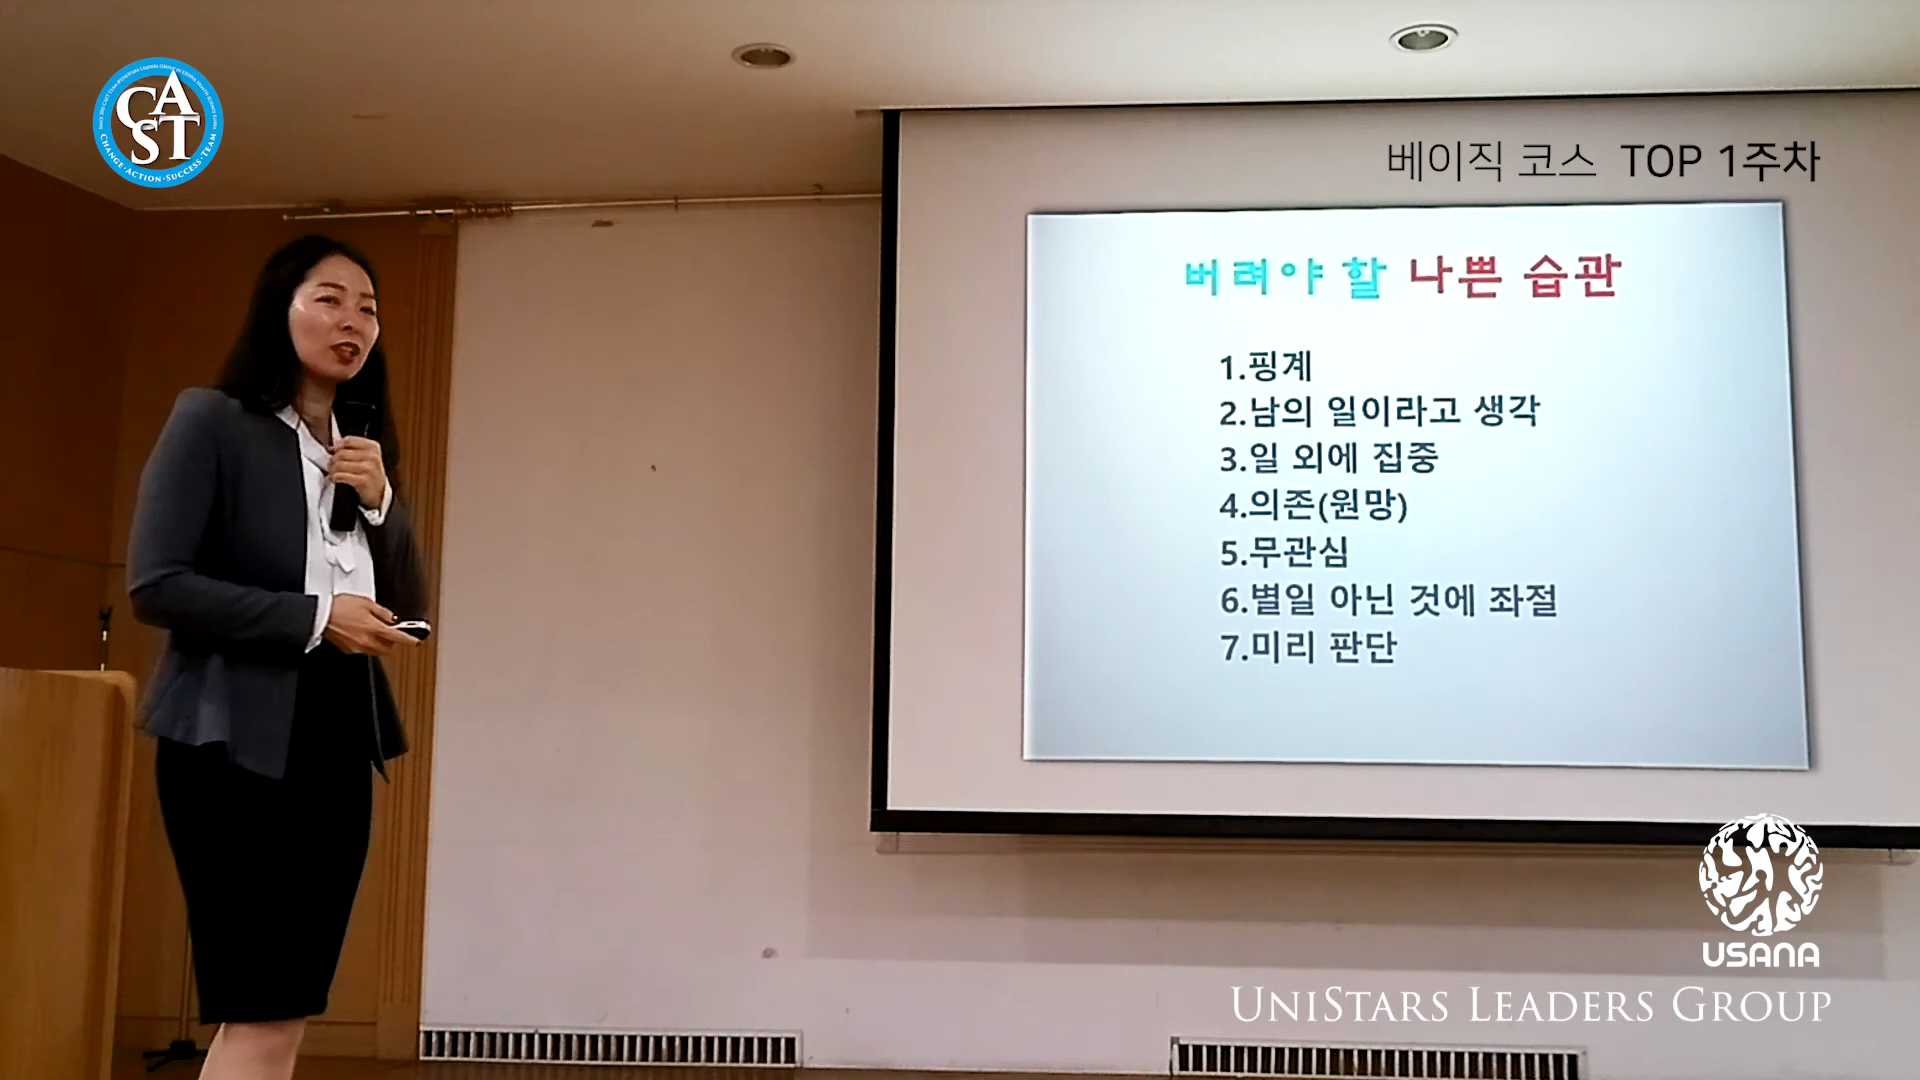 CAST
CHANGE·ACTION·SUCCESS·TEAM
베이직 코스 TOP 1주차
버려야 할 나쁜 습관
1.핑계
2.남의 일이라고 생각
3.일 외에 집중
4.의존(원망)
5.무관심
6.별일 아닌 것에 좌절
7.미리 판단
USANA
UNISTARS LEADERS GROUP